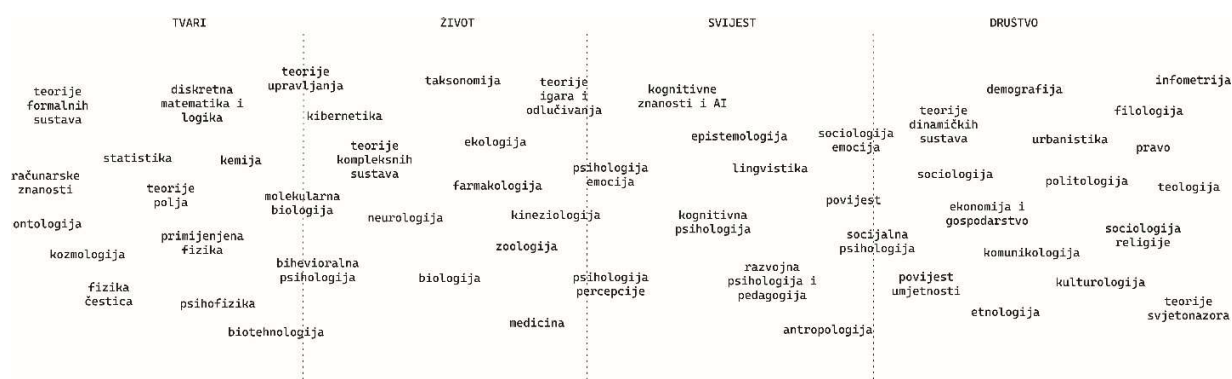 TVARI
ŽIVOT
SVIJEST
DRUŠTVO
teorije
formalnih
sustava
diskretna
matematika i
logika
teorije
upravljanja
kibernetika
statistika
kemija
računarske
znanosti
teorije
polja
molekularna
biologija
ontologija
primijenjena
fizika
kozmologija
bihevioralna
psihologija
fizika
čestica
psihofizika
biotehnologija
taksonomija
teorije
igara i
odlučivanja
teorije
kompleksnih
sustava
ekologija
farmakologija
neurologija
kineziologija
zoologija
biologija
medicina
psihologija
emocija
psihologija
percepcije
kognitivne
znanosti i AI
epistemologija
sociologija
emocija
lingvistika
povijest
kognitivna
psihologija
socijalna
psihologija
razvojna
psihologija i
pedagogija
antropologija
demografija
infometrija
teorije
dinamičkih
sustava
filologija
urbanistika
pravo
sociologija
politologija
teologija
ekonomija i
gospodarstvo
sociologija
religije
komunikologija
povijest
umjetnosti
kulturologija
etnologija
teorije
svjetonazora